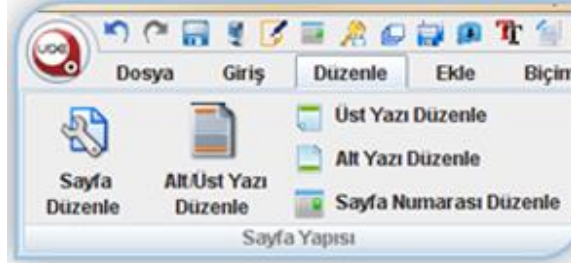 UDE
Dosya Giriş Düzenle Ekle Biçim
Üst Yazı Düzenle
Alt Yazı Düzenle
Sayfa Düzenle
Alt/Üst Yazı Düzenle
Sayfa Numarası Düzenle
Sayfa Yapısı